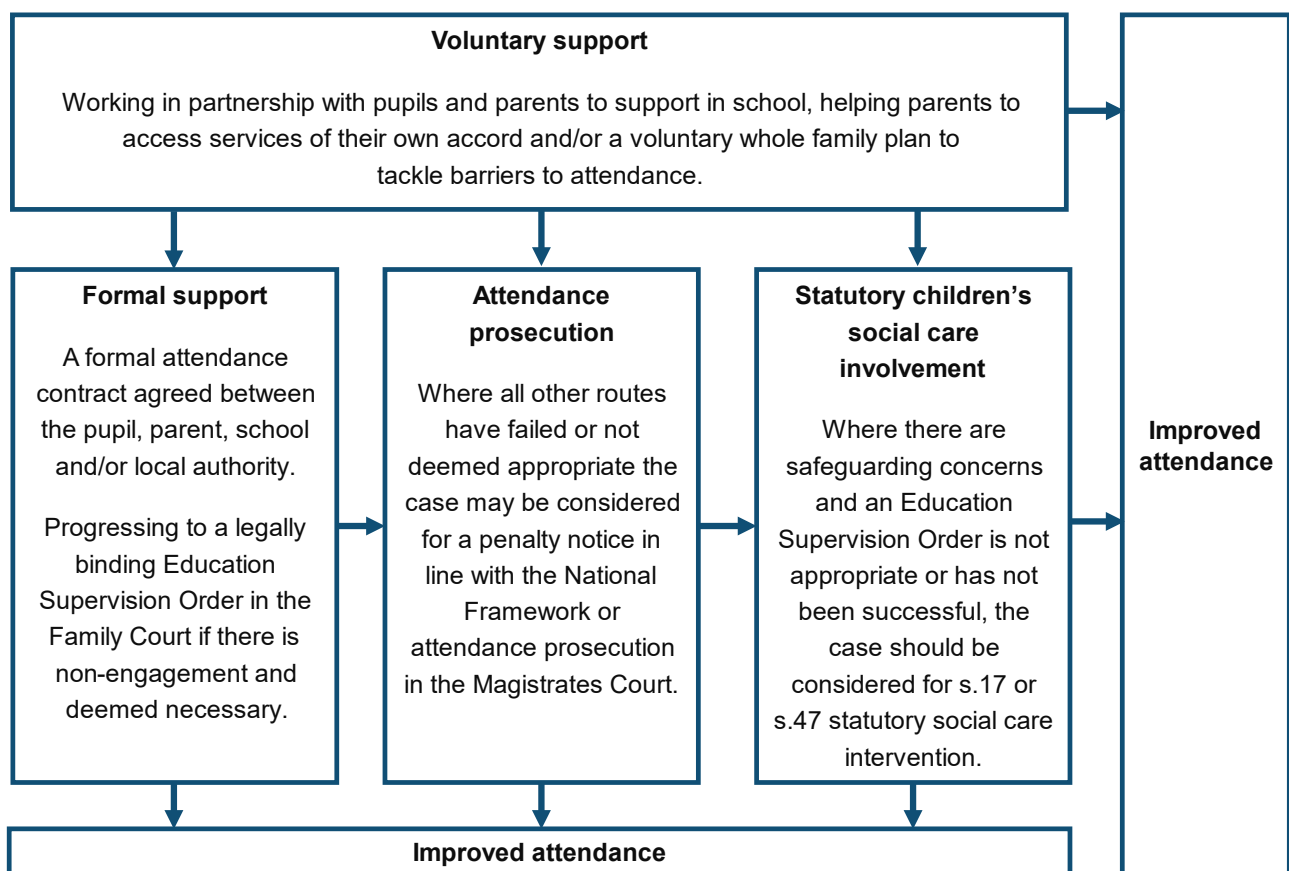 Voluntary support
Working in partnership with pupils and parents to support in school, helping parents to
access services of their own accord and/or a voluntary whole family plan to
tackle barriers to attendance.
Formal support
A formal attendance
contract agreed between
the pupil, parent, school
and/or local authority.
Progressing to a legally
binding Education
Supervision Order in the
Family Court if there is
non-engagement and
deemed necessary.
Attendance
prosecution
Where all other routes
have failed or not
deemed appropriate the
case may be considered
for a penalty notice in
line with the National
Framework or
attendance prosecution
in the Magistrates Court.
Statutory children’s
social care
involvement
Where there are
safeguarding concerns
and an Education
Supervision Order is not
appropriate or has not
been successful, the
case should be
considered for s.17 or
s.47 statutory social care
intervention.
Improved
attendance
Improved attendance